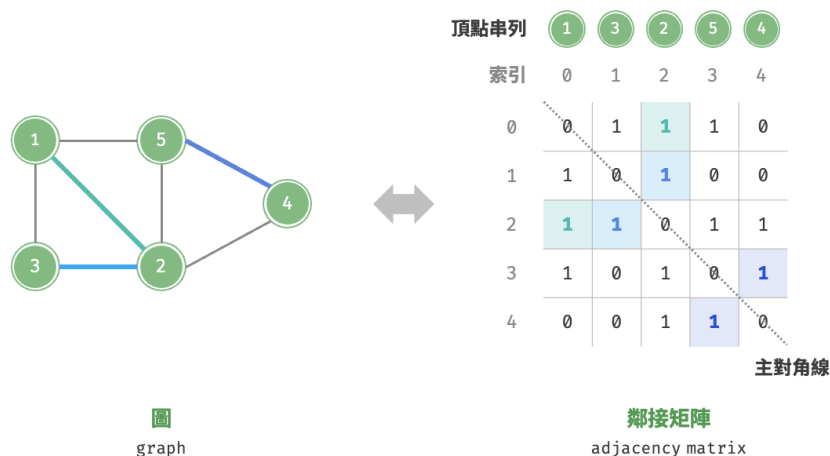 頂點串列 1 3 2 5 4
索引 0 1 2 3 4
0 0 1 1 1 0
1 1 0 1 0 0
2 1 1 0 1 1
3 1 0 1 0 1
4 0 0 1 1 0
主對角線
1 5
4
3 2
圖
graph
鄰接矩陣
adjacency matrix